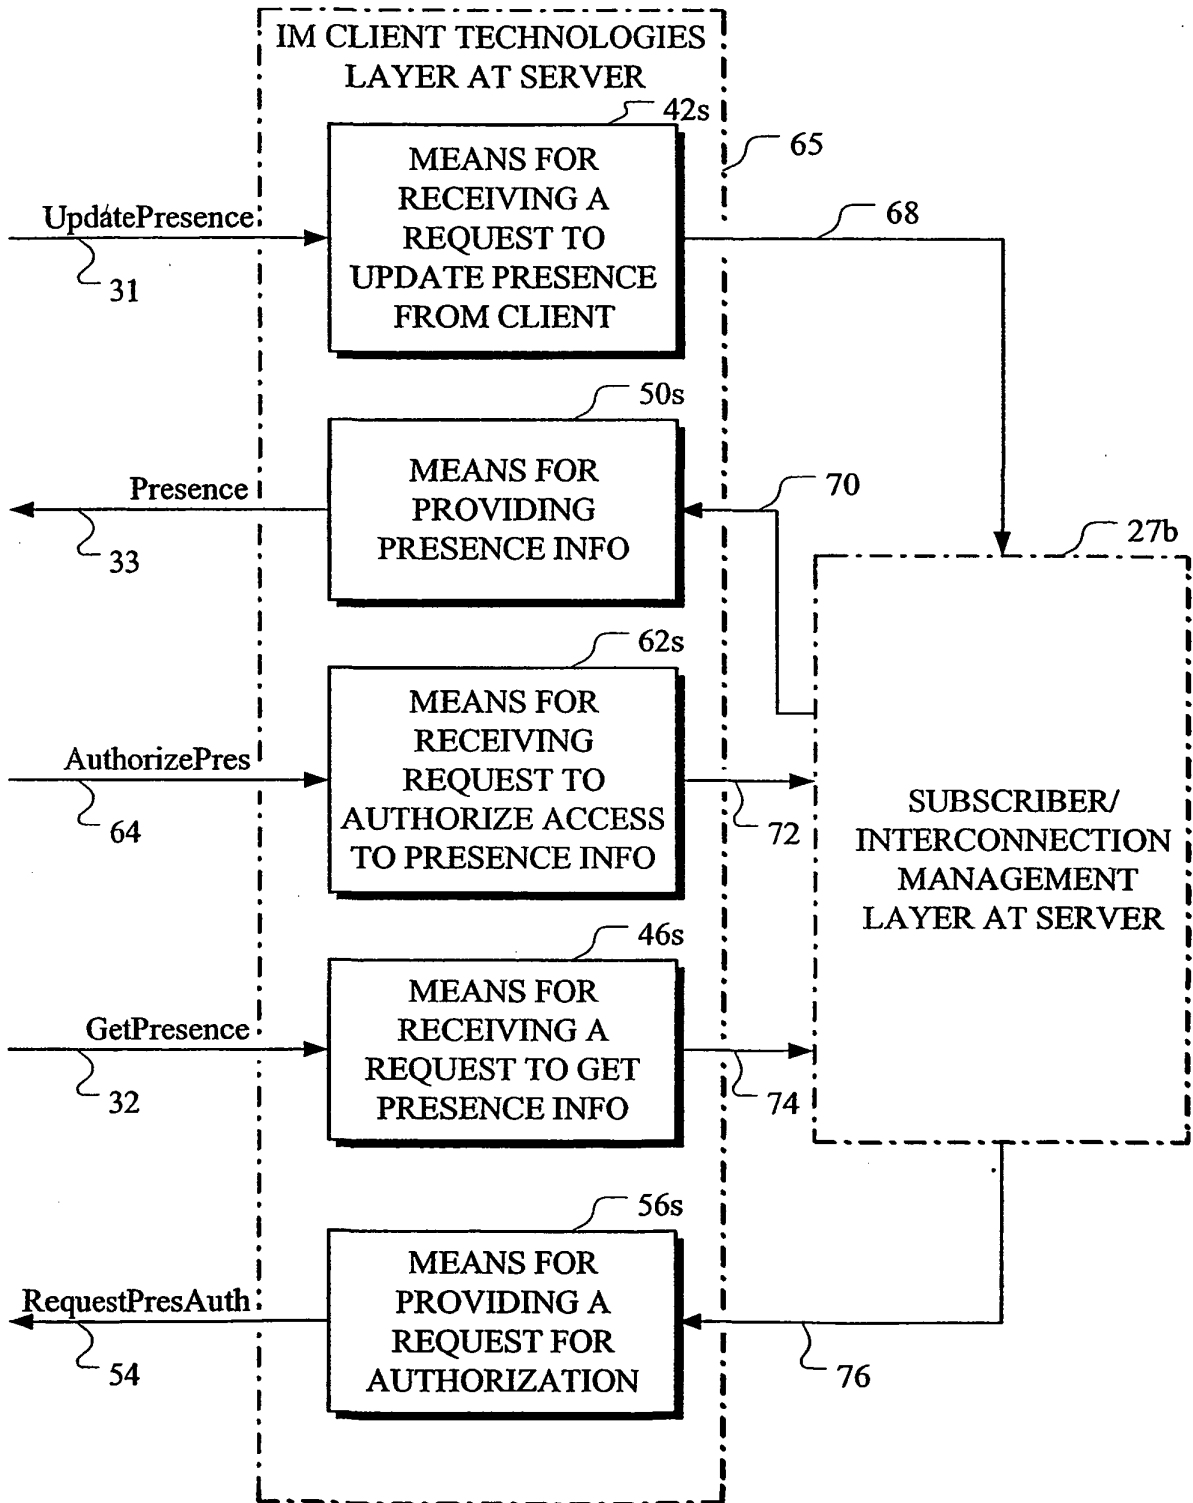 IM CLIENT TECHNOLOGIES
LAYER AT SERVER
42s
65
MEANS FOR
RECEIVING A
REQUEST TO
UPDATE PRESENCE
FROM CLIENT
UpdatePresence
31
68
50s
MEANS FOR
PROVIDING
PRESENCE INFO
Presence
33
70
27b
62s
MEANS FOR
RECEIVING
REQUEST TO
AUTHORIZE ACCESS
TO PRESENCE INFO
AuthorizePres
64
72
SUBSCRIBER/
INTERCONNECTION
MANAGEMENT
LAYER AT SERVER
46s
MEANS FOR
RECEIVING A
REQUEST TO GET
PRESENCE INFO
GetPresence
32
74
56s
MEANS FOR
PROVIDING A
REQUEST FOR
AUTHORIZATION
RequestPresAuth
54
76